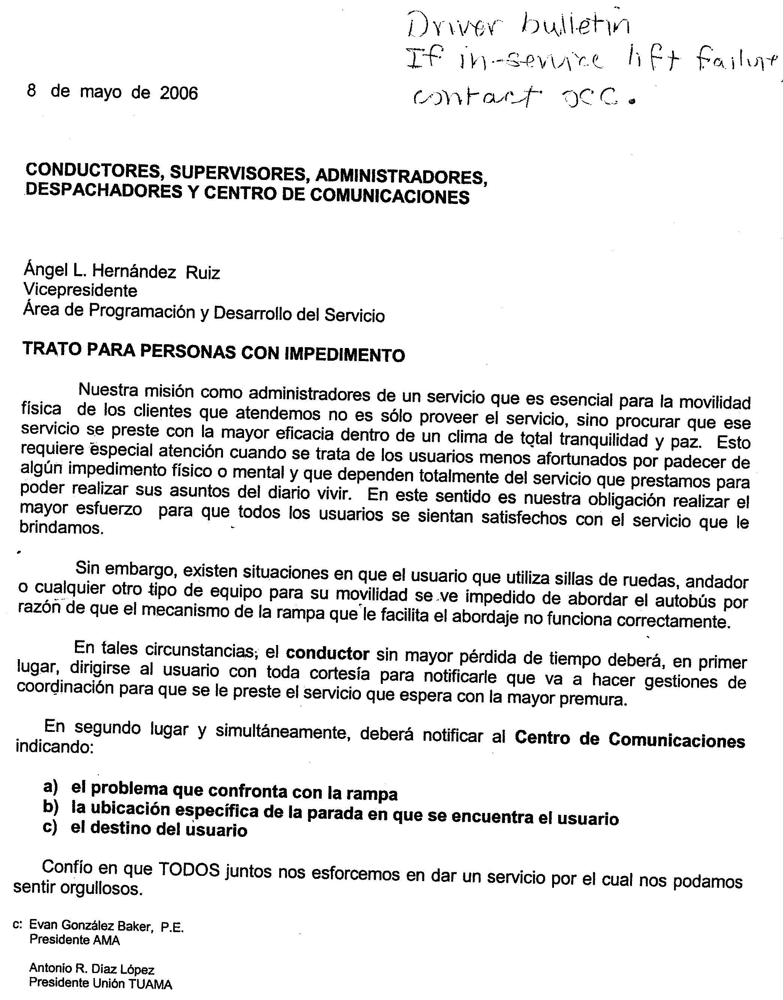 Driver bulletin
If in-service lift failure,
contact OCC.
8 de mayo de 2006
CONDUCTORES, SUPERVISORES, ADMINISTRADORES,
DESPACHADORES Y CENTRO DE COMUNICACIONES
Ángel L. Hernández Ruiz
Vicepresidente
Área de Programación y Desarrollo del Servicio
TRATO PARA PERSONAS CON IMPEDIMENTO
Nuestra misión como administradores de un servicio que es esencial para la movilidad
física de los clientes que atendemos no es sólo proveer el servicio, sino procurar que ese
servicio se preste con la mayor eficacia dentro de un clima de total tranquilidad y paz. Esto
requiere especial atención cuando se trata de los usuarios menos afortunados por padecer de
algún impedimento físico o mental y que dependen totalmente del servicio que prestamos para
poder realizar sus asuntos del diario vivir. En este sentido es nuestra obligación realizar el
mayor esfuerzo para que todos los usuarios se sientan satisfechos con el servicio que le
brindamos.
Sin embargo, existen situaciones en que el usuario que utiliza sillas de ruedas, andador
o cualquier otro tipo de equipo para su movilidad se ve impedido de abordar el autobús por
razón de que el mecanismo de la rampa que le facilita el abordaje no funciona correctamente.
En tales circunstancias, el conductor sin mayor pérdida de tiempo deberá, en primer
lugar, dirigirse al usuario con toda cortesía para notificarle que va a hacer gestiones de
coordinación para que se le preste el servicio que espera con la mayor premura.
En segundo lugar y simultáneamente, deberá notificar al Centro de Comunicaciones
indicando:
a) el problema que confronta con la rampa
b) la ubicación específica de la parada en que se encuentra el usuario
c) el destino del usuario
Confío en que TODOS juntos nos esforcemos en dar un servicio por el cual nos podamos
sentir orgullosos.
c: Evan González Baker, P.E.
Presidente AMA
Antonio R. Díaz López
Presidente Unión TUAMA